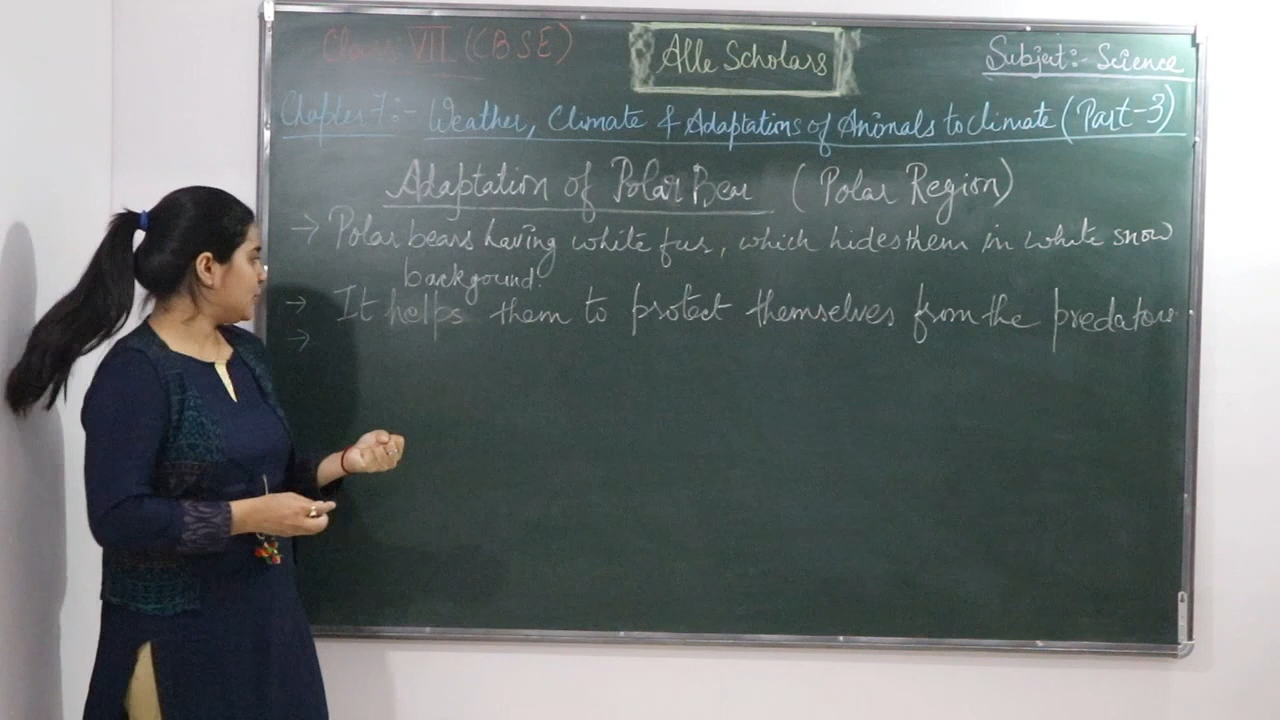 Class VII (CBSE)
Alle Scholars
Subject:- Science
Chapter 7:- Weather, Climate & Adaptations of Animals to climate (Part-3)
Adaptation of Polar Bear (Polar Region)
→ Polar bears having white fur, which hides them in white snow
background.
→ It helps them to protect themselves from the predators
→